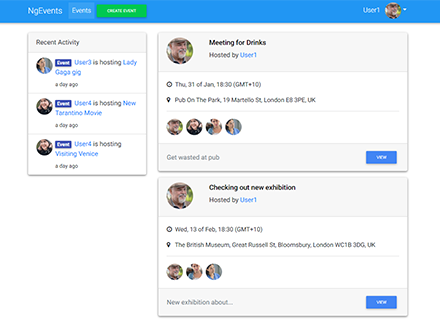 NgEvents Events CREATE EVENT User1
Recent Activity
Event User3 is hosting Lady
Gaga gig
a day ago
Event User4 is hosting New
Tarantino Movie
a day ago
Event User4 is hosting
Visiting Venice
a day ago
Meeting for Drinks
Hosted by User1
Thu, 31 of Jan, 18:30 (GMT+10)
Pub On The Park, 19 Martello St, London E8 3PE, UK
Get wasted at pub VIEW
Checking out new exhibition
Hosted by User1
Wed, 13 of Feb, 18:30 (GMT+10)
The British Museum, Great Russell St, Bloomsbury, London WC1B 3DG, UK
New exhibition about... VIEW